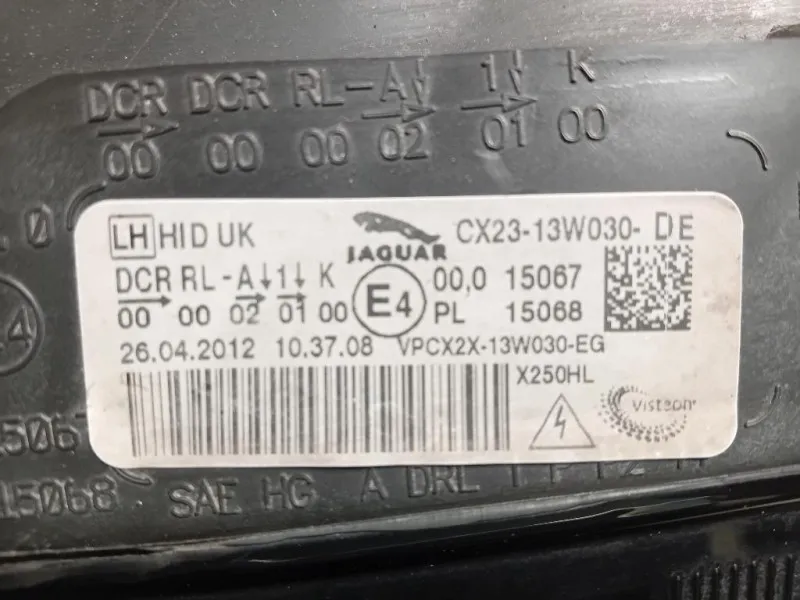 DCR DCR RL-A↓ 1↓ K
→ → →
00 00 00 02 01 00
LH HID UK JAGUAR CX23-13W030- DE
DCR RL-A↓1↓ K E4 00,0 15067
→ → →
00 00 02 01 00 PL 15068
26.04.2012 10.37.08 VPCX2X-13W030-EG
X250HL
Visteon
15068 SAE HG A DRL